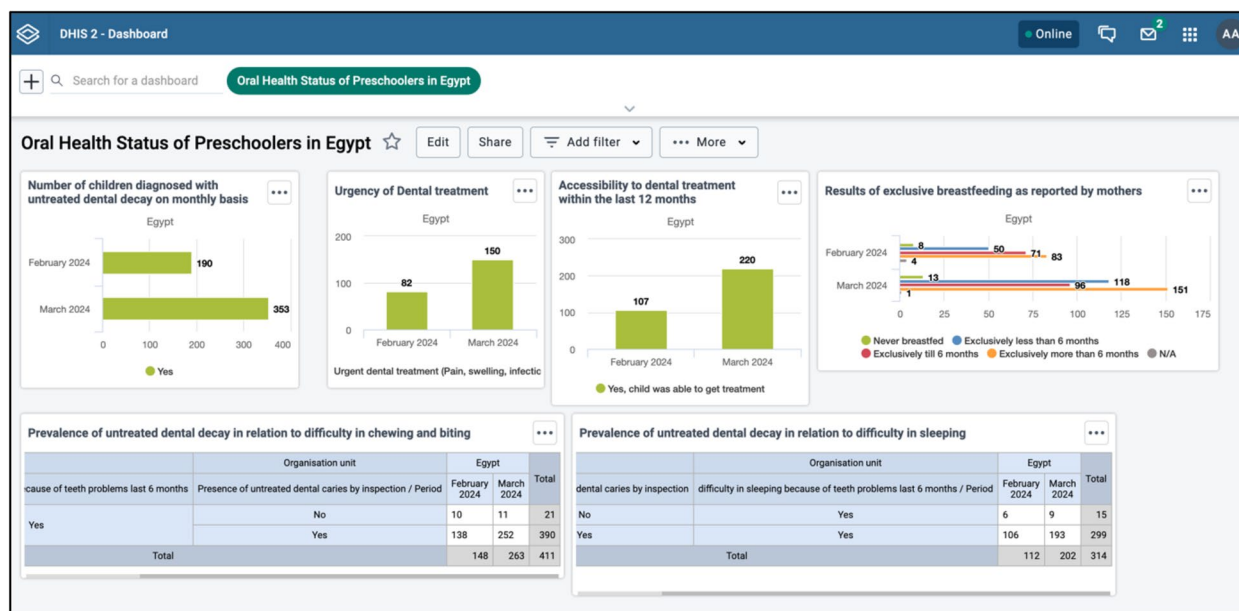 DHIS 2 - Dashboard
Online
2
AA
Search for a dashboard
Oral Health Status of Preschoolers in Egypt
Oral Health Status of Preschoolers in Egypt
Edit
Share
Add filter
More
Number of children diagnosed with
untreated dental decay on monthly basis
Egypt
February 2024
190
March 2024
353
0 100 200 300 400
Yes
Urgency of Dental treatment
Egypt
200
150
82
100
0
February 2024 March 2024
Urgent dental treatment (Pain, swelling, infectic
Accessibility to dental treatment
within the last 12 months
Egypt
300
220
200
107
100
0
February 2024 March 2024
Yes, child was able to get treatment
Results of exclusive breastfeeding as reported by mothers
Egypt
February 2024
8
50
71
83
4
March 2024
13
118
96
151
1
0 25 50 75 100 125 150 175
Never breastfed Exclusively less than 6 months
Exclusively till 6 months Exclusively more than 6 months N/A
Prevalence of untreated dental decay in relation to difficulty in chewing and biting
Organisation unit Egypt Total
ecause of teeth problems last 6 months Presence of untreated dental caries by inspection / Period February 2024 March 2024
Yes No 10 11 21
Yes 138 252 390
Total 148 263 411
Prevalence of untreated dental decay in relation to difficulty in sleeping
Organisation unit Egypt Total
dental caries by inspection difficulty in sleeping because of teeth problems last 6 months / Period February 2024 March 2024
No Yes 6 9 15
Yes Yes 106 193 299
Total 112 202 314